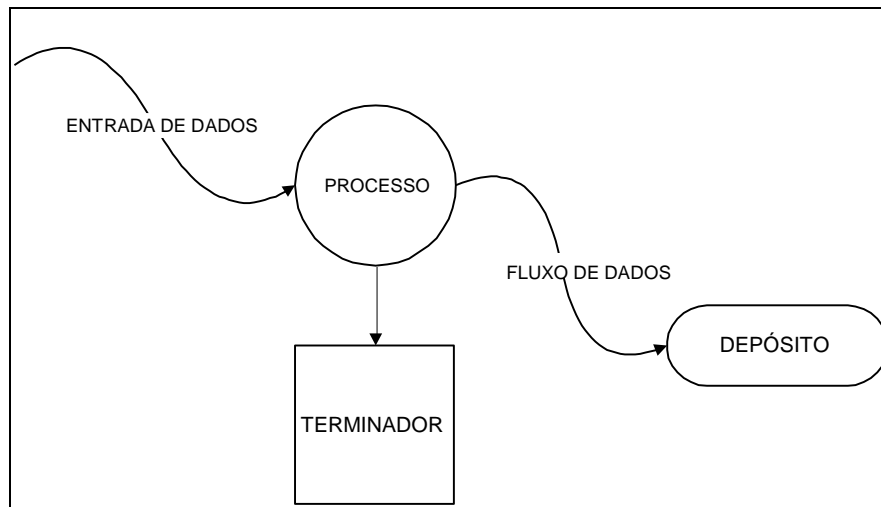 ENTRADA DE DADOS
PROCESSO
FLUXO DE DADOS
DEPÓSITO
TERMINADOR